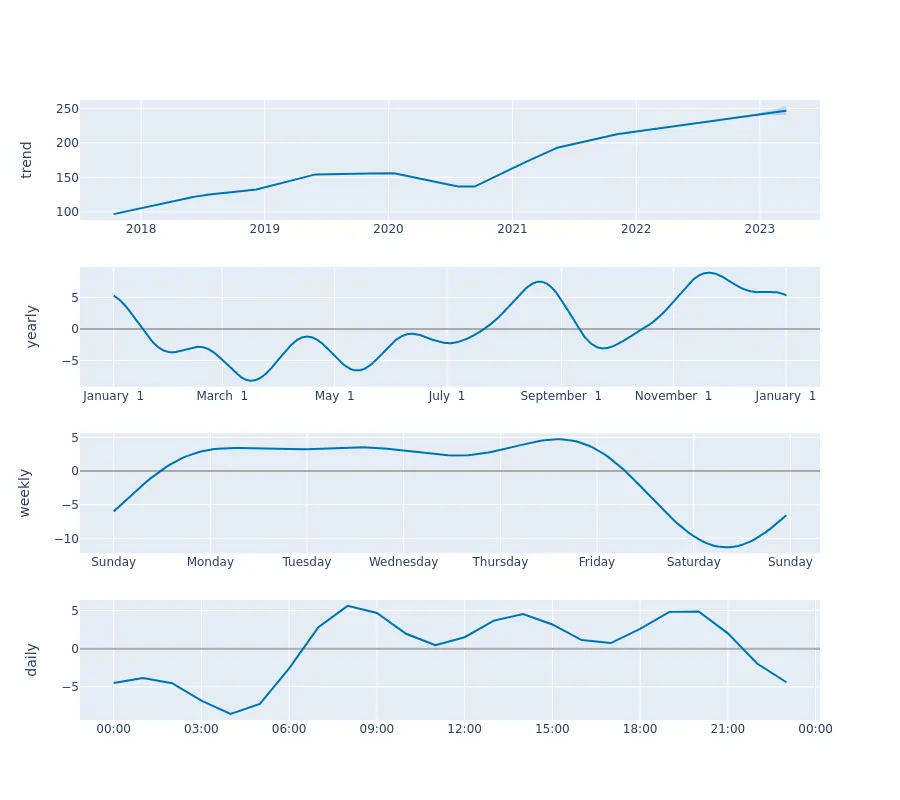 trend
250
200
150
100
2018 2019 2020 2021 2022 2023
yearly
5
0
−5
January 1 March 1 May 1 July 1 September 1 November 1 January 1
weekly
5
0
−5
−10
Sunday Monday Tuesday Wednesday Thursday Friday Saturday Sunday
daily
5
0
−5
00:00 03:00 06:00 09:00 12:00 15:00 18:00 21:00 00:00